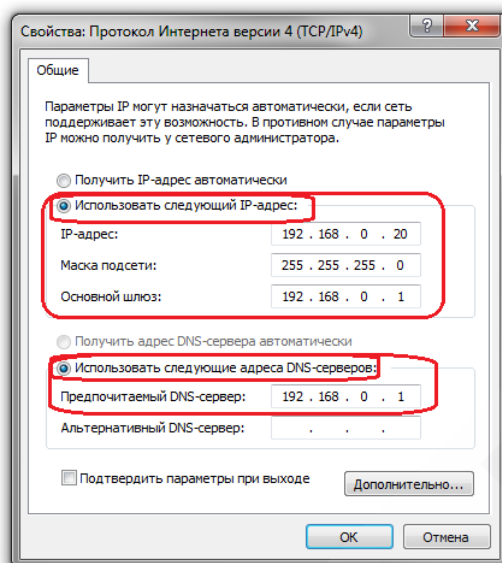 Свойства: Протокол Интернета версии 4 (TCP/IPv4)
Общие
Параметры IP могут назначаться автоматически, если сеть
поддерживает эту возможность. В противном случае параметры
IP можно получить у сетевого администратора.
Получить IP-адрес автоматически
Использовать следующий IP-адрес:
IP-адрес: 192 . 168 . 0 . 20
Маска подсети: 255 . 255 . 255 . 0
Основной шлюз: 192 . 168 . 0 . 1
Получить адрес DNS-сервера автоматически
Использовать следующие адреса DNS-серверов:
Предпочитаемый DNS-сервер: 192 . 168 . 0 . 1
Альтернативный DNS-сервер: . . .
Подтвердить параметры при выходе
Дополнительно...
OK Отмена